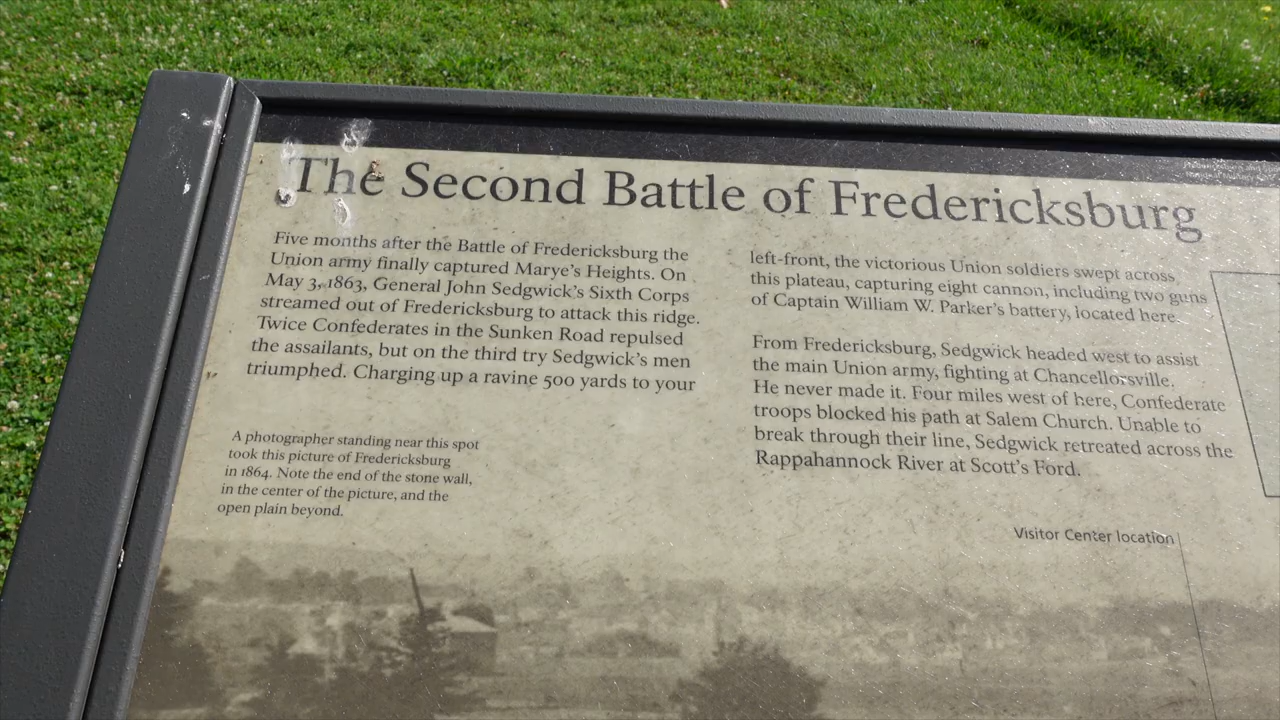 The Second Battle of Fredericksburg
Five months after the Battle of Fredericksburg the
Union army finally captured Marye's Heights. On
May 3, 1863, General John Sedgwick's Sixth Corps
streamed out of Fredericksburg to attack this ridge.
Twice Confederates in the Sunken Road repulsed
the assailants, but on the third try Sedgwick's men
triumphed. Charging up a ravine 500 yards to your
left-front, the victorious Union soldiers swept across
this plateau, capturing eight cannon, including two guns
of Captain William W. Parker's battery, located here.
From Fredericksburg, Sedgwick headed west to assist
the main Union army, fighting at Chancellorsville.
He never made it. Four miles west of here, Confederate
troops blocked his path at Salem Church. Unable to
break through their line, Sedgwick retreated across the
Rappahannock River at Scott's Ford.
A photographer standing near this spot
took this picture of Fredericksburg
in 1864. Note the end of the stone wall,
in the center of the picture, and the
open plain beyond.
Visitor Center location